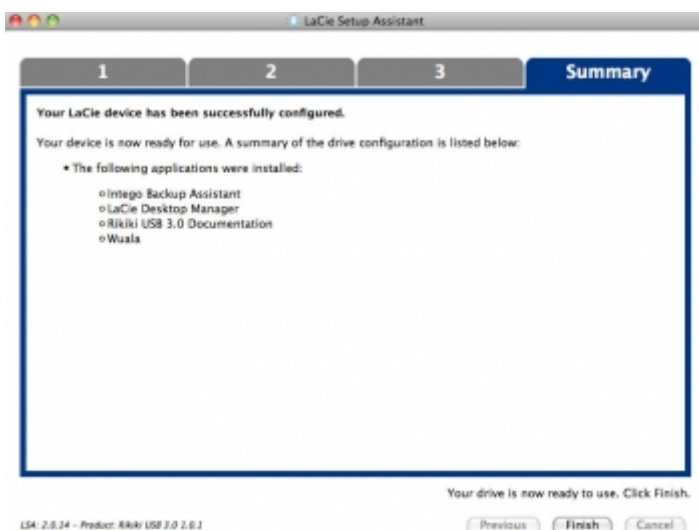 LaCie Setup Assistant
1 2 3 Summary
Your LaCie device has been successfully configured.
Your device is now ready for use. A summary of the drive configuration is listed below:
• The following applications were installed:
Intego Backup Assistant
LaCie Desktop Manager
Rikiki USB 3.0 Documentation
Wuala
Your drive is now ready to use. Click Finish.
LSA: 2.0.14 - Product: Rikiki USB 3.0 1.0.1
Previous Finish Cancel